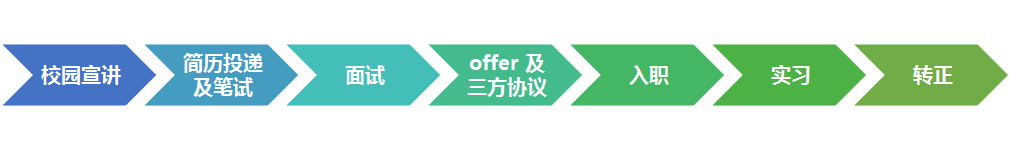 校园宣讲
简历投递
及笔试
面试
offer 及
三方协议
入职
实习
转正